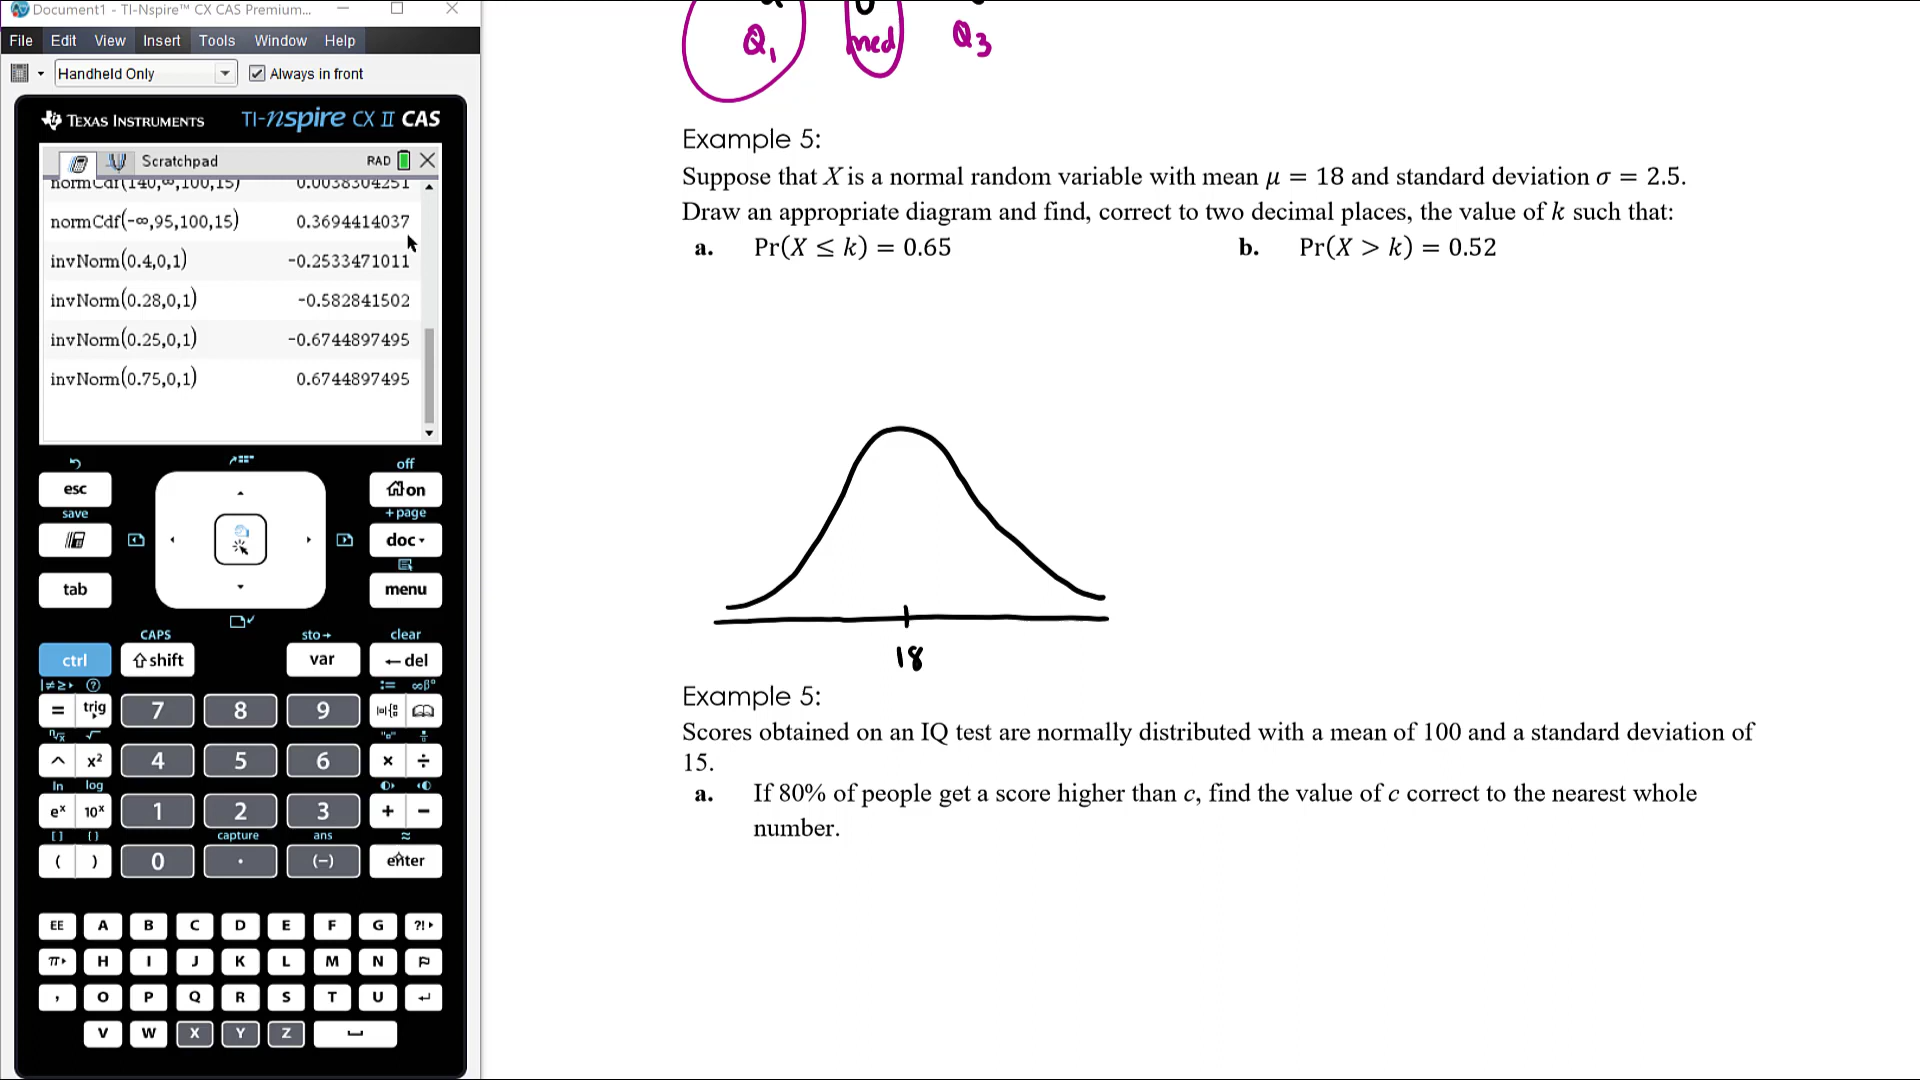 Document1 - TI-Nspire™ CX CAS Premium...
File Edit View Insert Tools Window Help
Handheld Only Always in front
TEXAS INSTRUMENTS TI-nspire CX II CAS
Scratchpad RAD
normCdf(140,∞,100,15) 0.0038304251
normCdf(-∞,95,100,15) 0.3694414037
invNorm(0.4,0,1) -0.2533471011
invNorm(0.28,0,1) -0.582841502
invNorm(0.25,0,1) -0.6744897495
invNorm(0.75,0,1) 0.6744897495
off
esc on
save + page
doc
tab menu
CAPS sto→ clear
ctrl shift var del
|≠≥▸ ? := ∞β°
= trig 7 8 9
ⁿ√x √
^ x² 4 5 6 × ÷
ln log
eˣ 10ˣ 1 2 3 + −
[ ] { } capture ans ≈
( ) 0 . (−) enter
EE A B C D E F G ?!▸
π▸ H I J K L M N
, O P Q R S T U
V W X Y Z
Q₁ med Q₃
Example 5:
Suppose that X is a normal random variable with mean μ = 18 and standard deviation σ = 2.5.
Draw an appropriate diagram and find, correct to two decimal places, the value of k such that:
a. Pr(X ≤ k) = 0.65 b. Pr(X > k) = 0.52
18
Example 5:
Scores obtained on an IQ test are normally distributed with a mean of 100 and a standard deviation of
15.
a. If 80% of people get a score higher than c, find the value of c correct to the nearest whole
number.